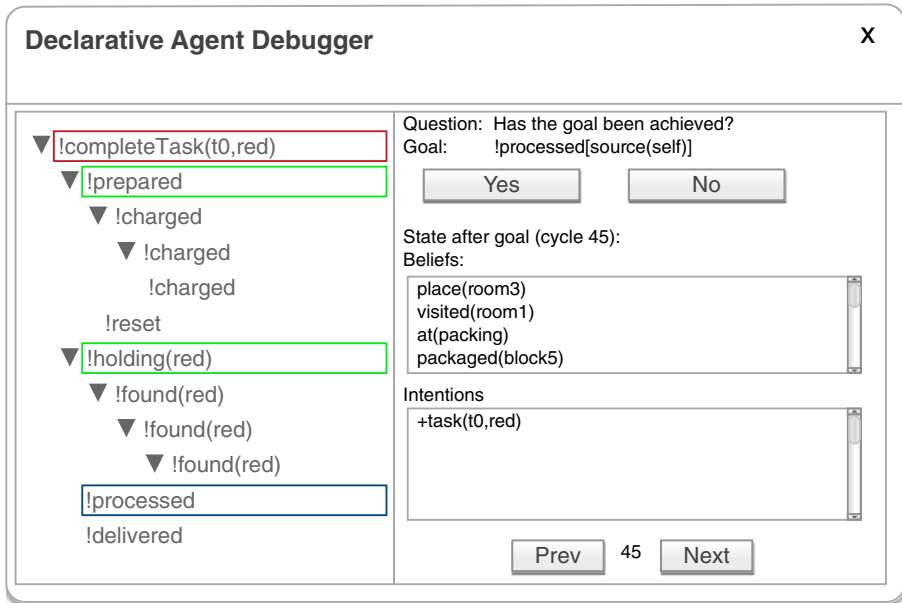 Declarative Agent Debugger
X
!completeTask(t0,red)
!prepared
!charged
!charged
!charged
!reset
!holding(red)
!found(red)
!found(red)
!found(red)
!processed
!delivered
Question: Has the goal been achieved?
Goal: !processed[source(self)]
Yes No
State after goal (cycle 45):
Beliefs:
place(room3)
visited(room1)
at(packing)
packaged(block5)
Intentions
+task(t0,red)
Prev 45 Next